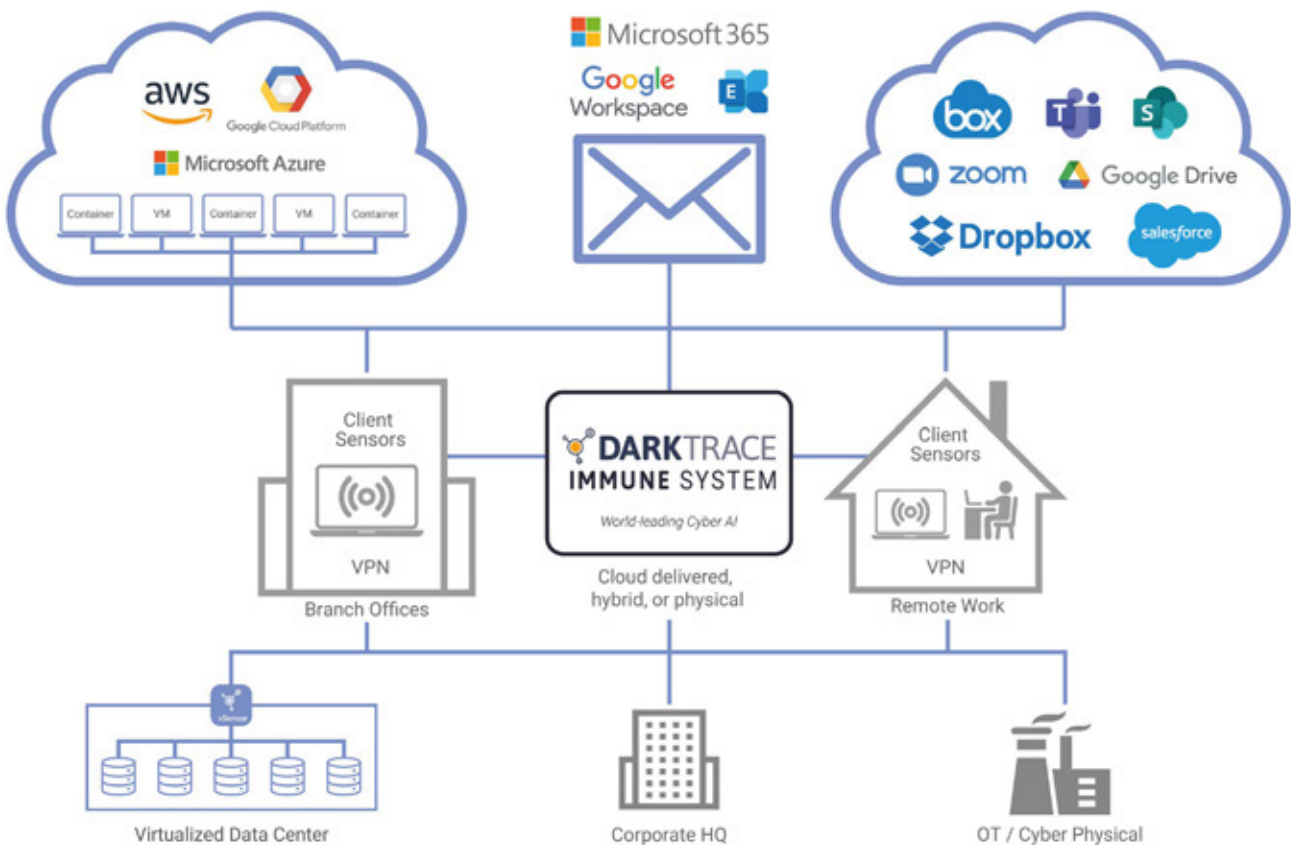 aws
Google Cloud Platform
Microsoft Azure
Container
VM
Container
VM
Container
Microsoft 365
Google
Workspace
E
box
T
S
zoom
Google Drive
Dropbox
salesforce
Client
Sensors
VPN
Branch Offices
DARKTRACE
IMMUNE SYSTEM
World-leading Cyber AI
Cloud delivered,
hybrid, or physical
Client
Sensors
VPN
Remote Work
vSensor
Virtualized Data Center
Corporate HQ
OT / Cyber Physical